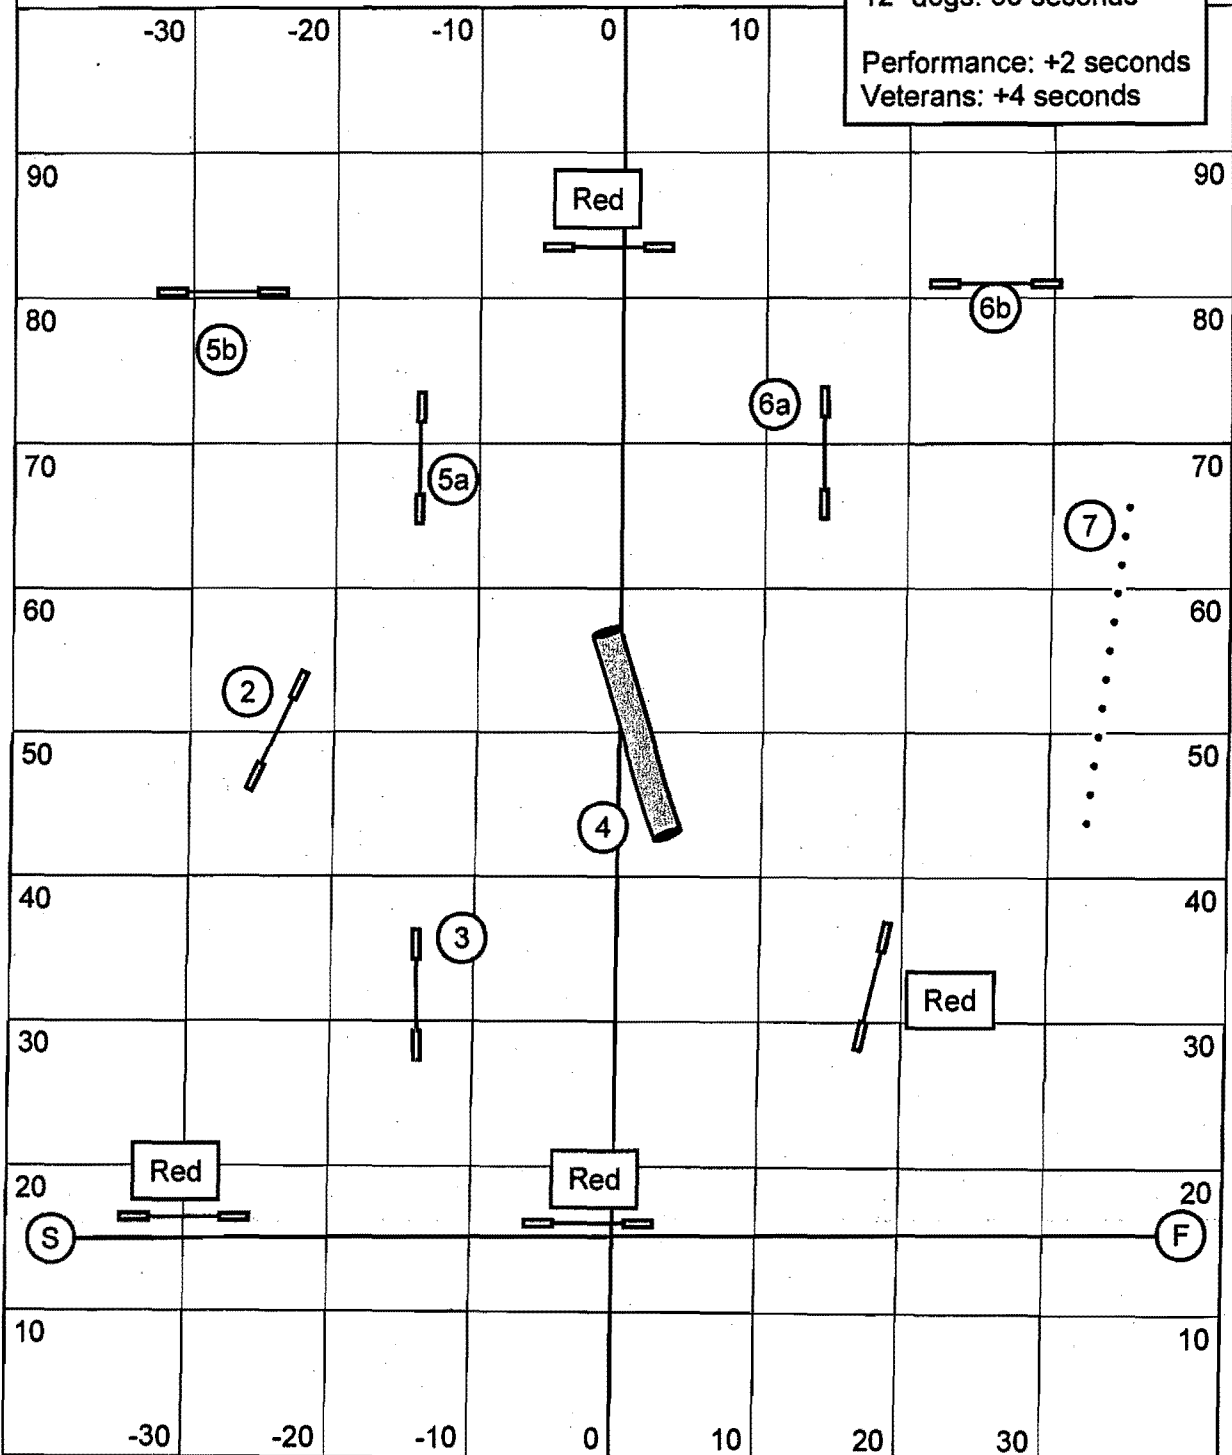 12" dogs: 60 seconds
Performance: +2 seconds
Veterans: +4 seconds
-30 -20 -10 0 10
90 90
Red
80 6b 80
5b
6a
70 70
5a
7
60 60
2
50 50
4
40 40
3
Red
30 30
Red Red
20 20
S F
10 10
-30 -20 -10 0 10 20 30